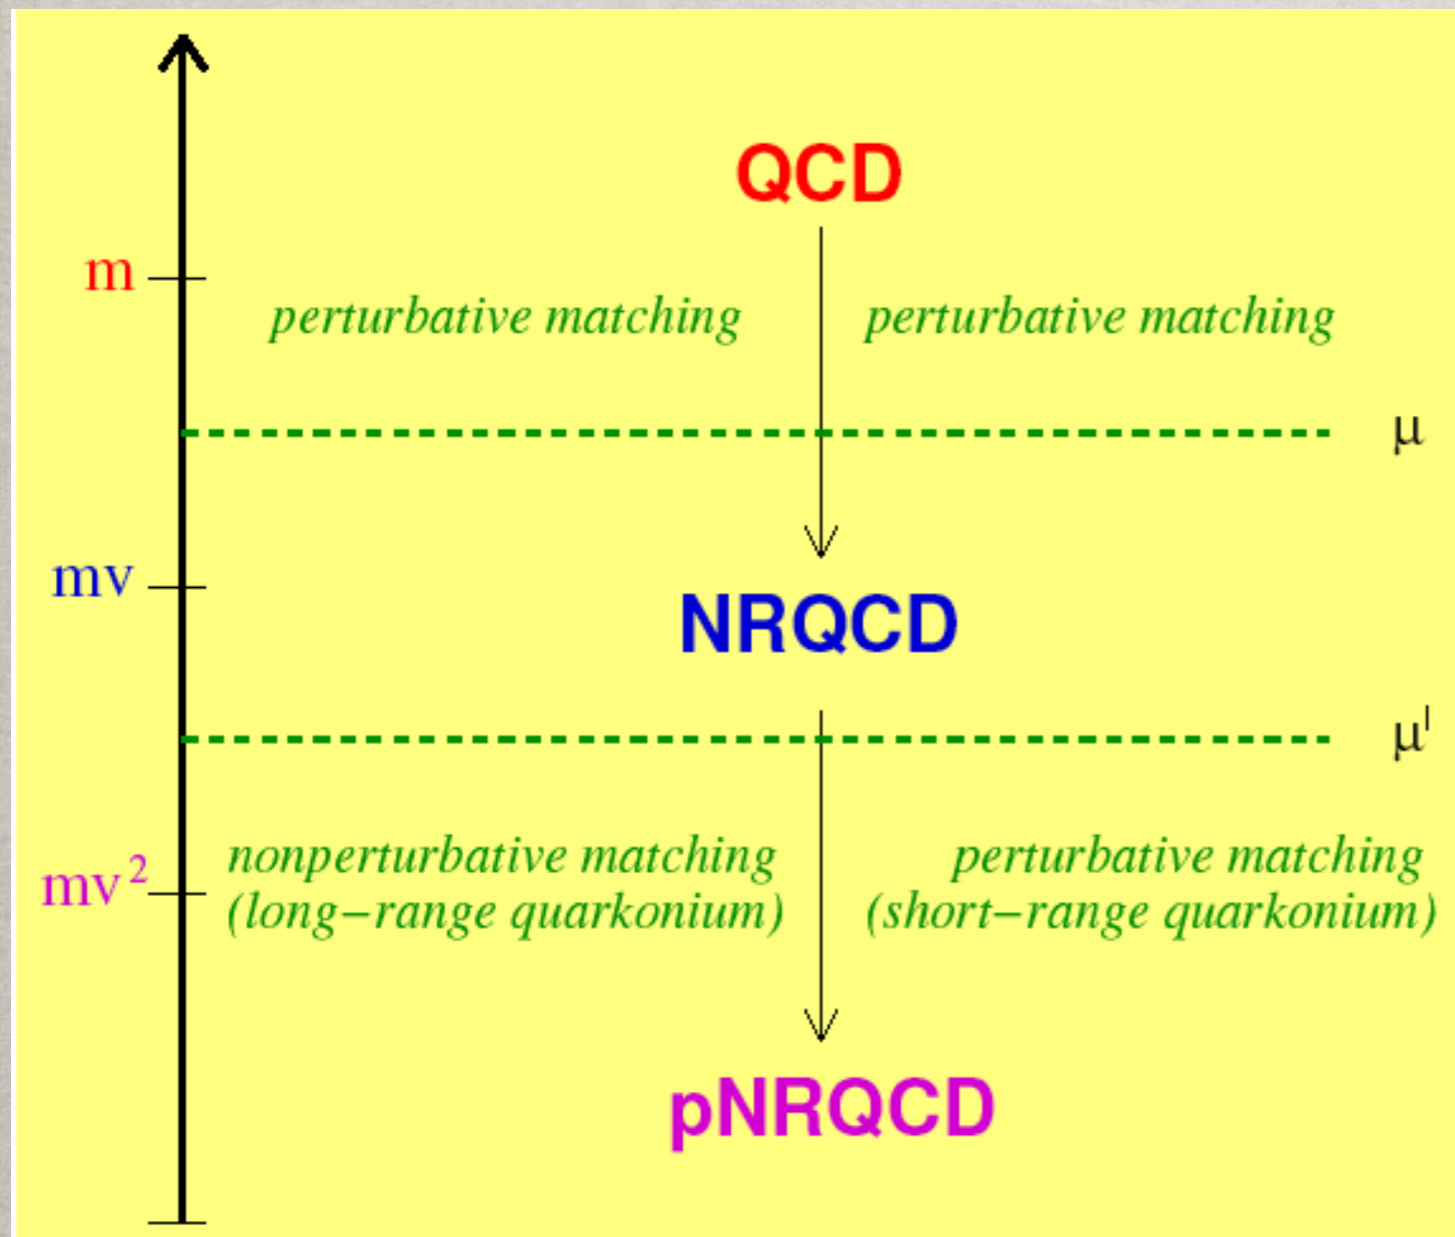 QCD
m
perturbative matching perturbative matching
μ
mv
NRQCD
μ'
nonperturbative matching perturbative matching
mv²
(long-range quarkonium) (short-range quarkonium)
pNRQCD